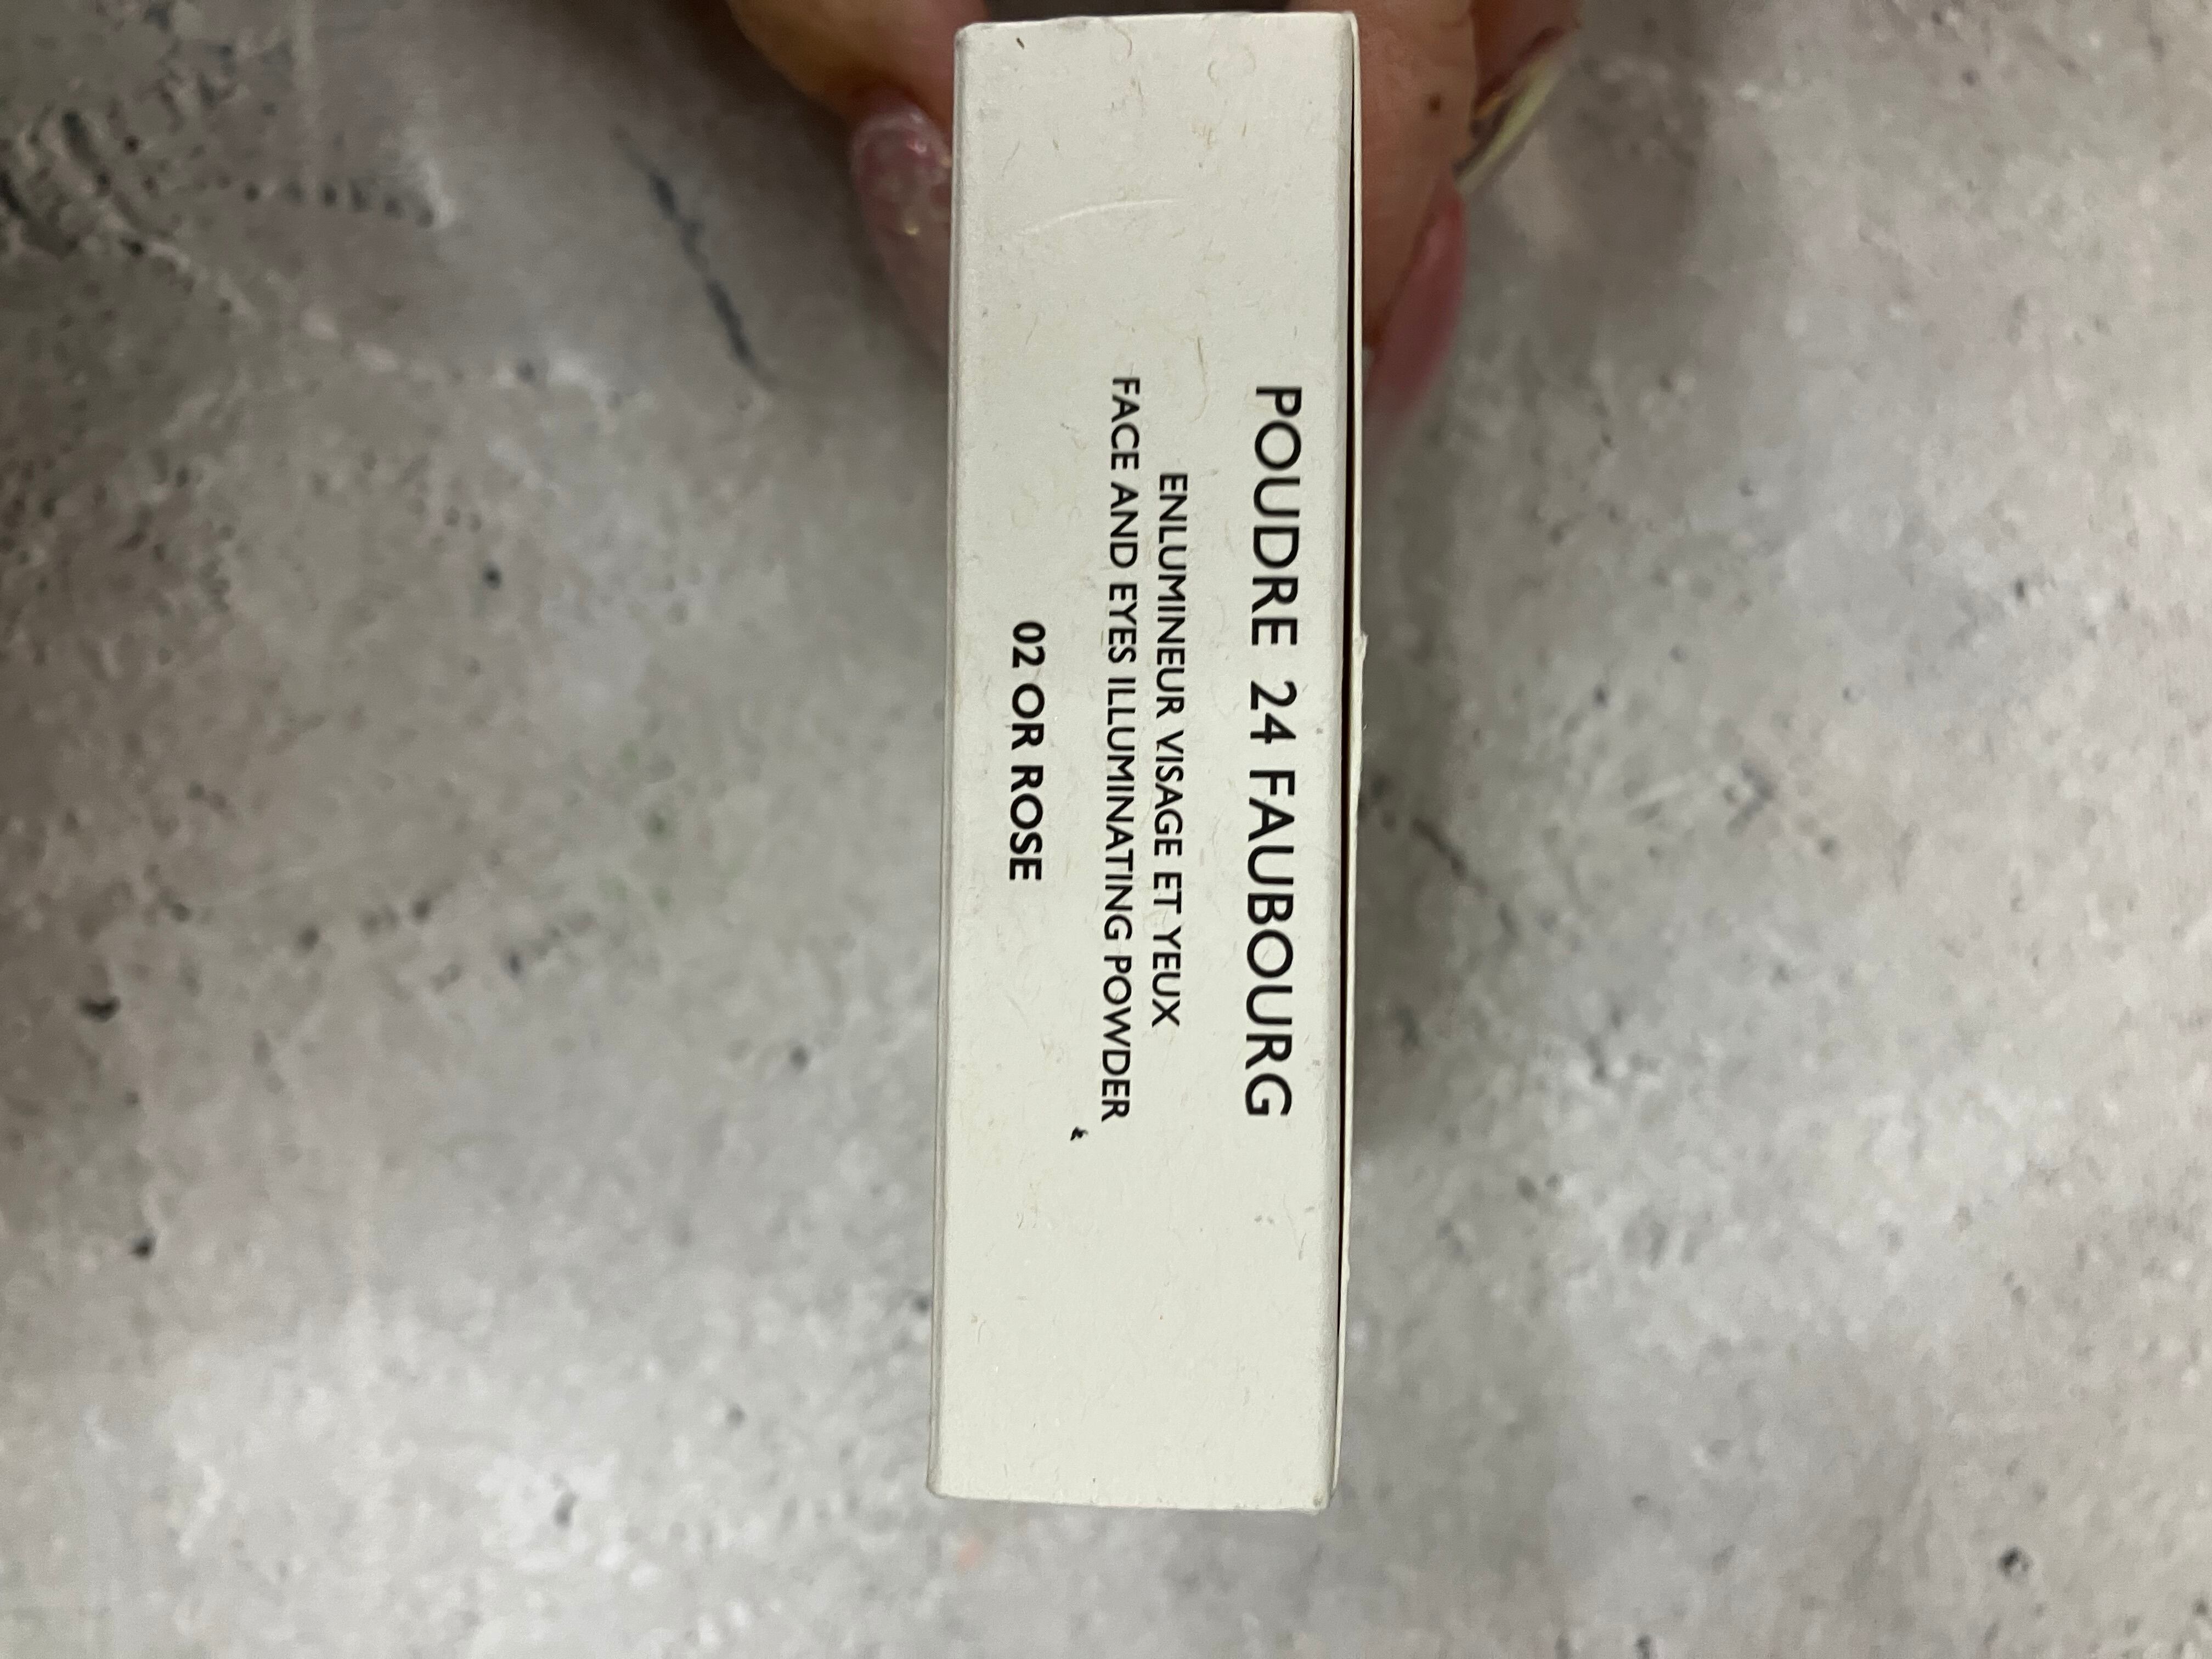 POUDRE 24 FAUBOURG
ENLUMINEUR VISAGE ET YEUX
FACE AND EYES ILLUMINATING POWDER
02 OR ROSE